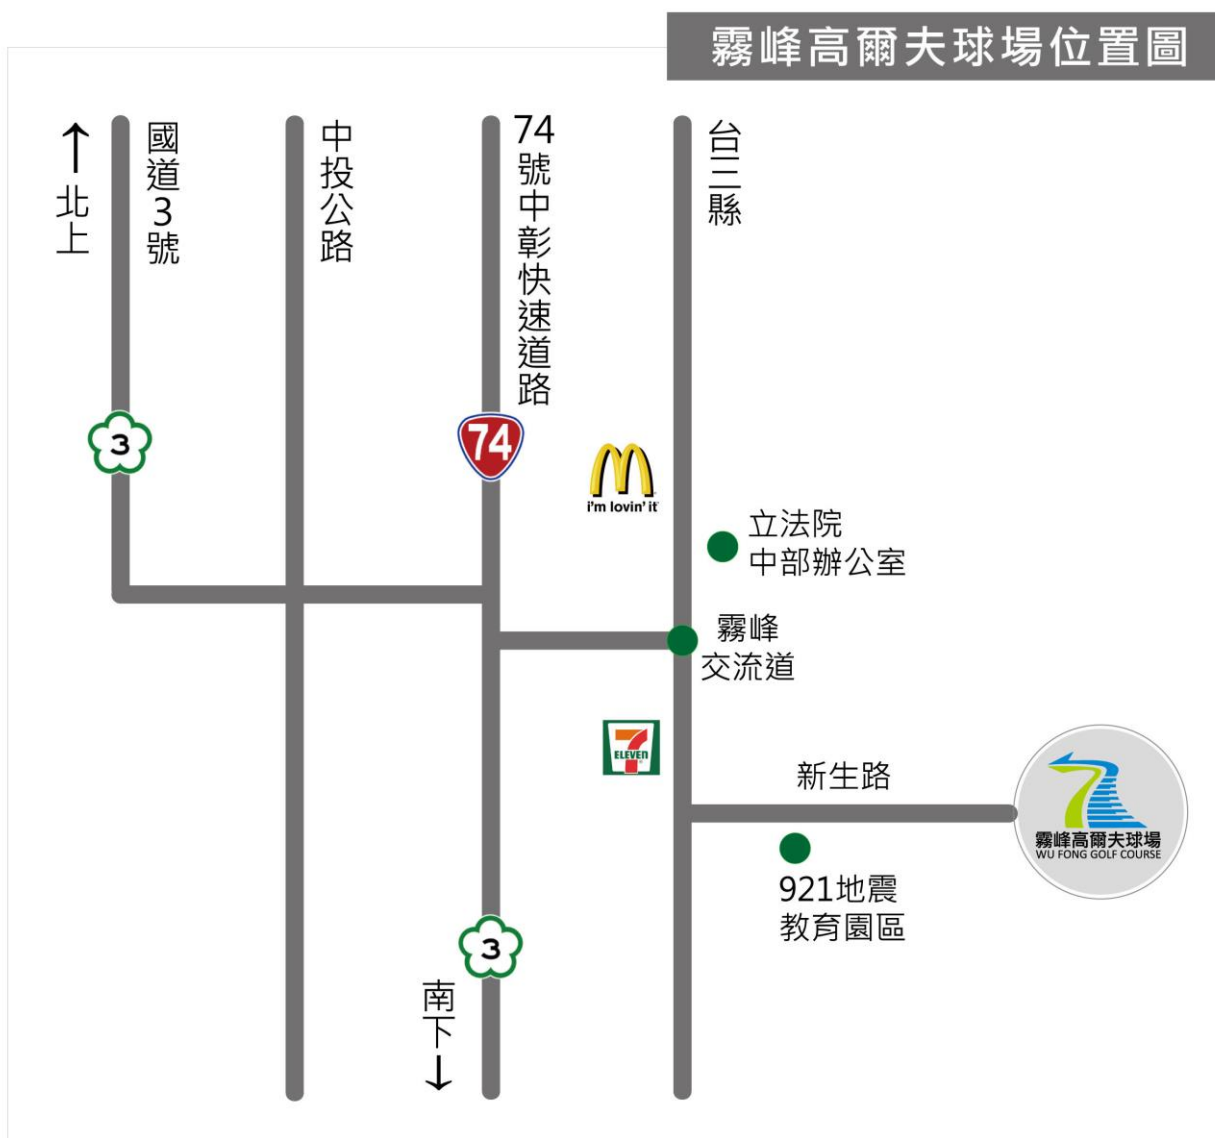 霧峰高爾夫球場位置圖
北上
國道3號
中投公路
74號中彰快速道路
台三縣
3
74
i'm lovin' it
立法院
中部辦公室
霧峰
交流道
7
ELEVEN
新生路
霧峰高爾夫球場
WU FONG GOLF COURSE
921地震
教育園區
3
南下